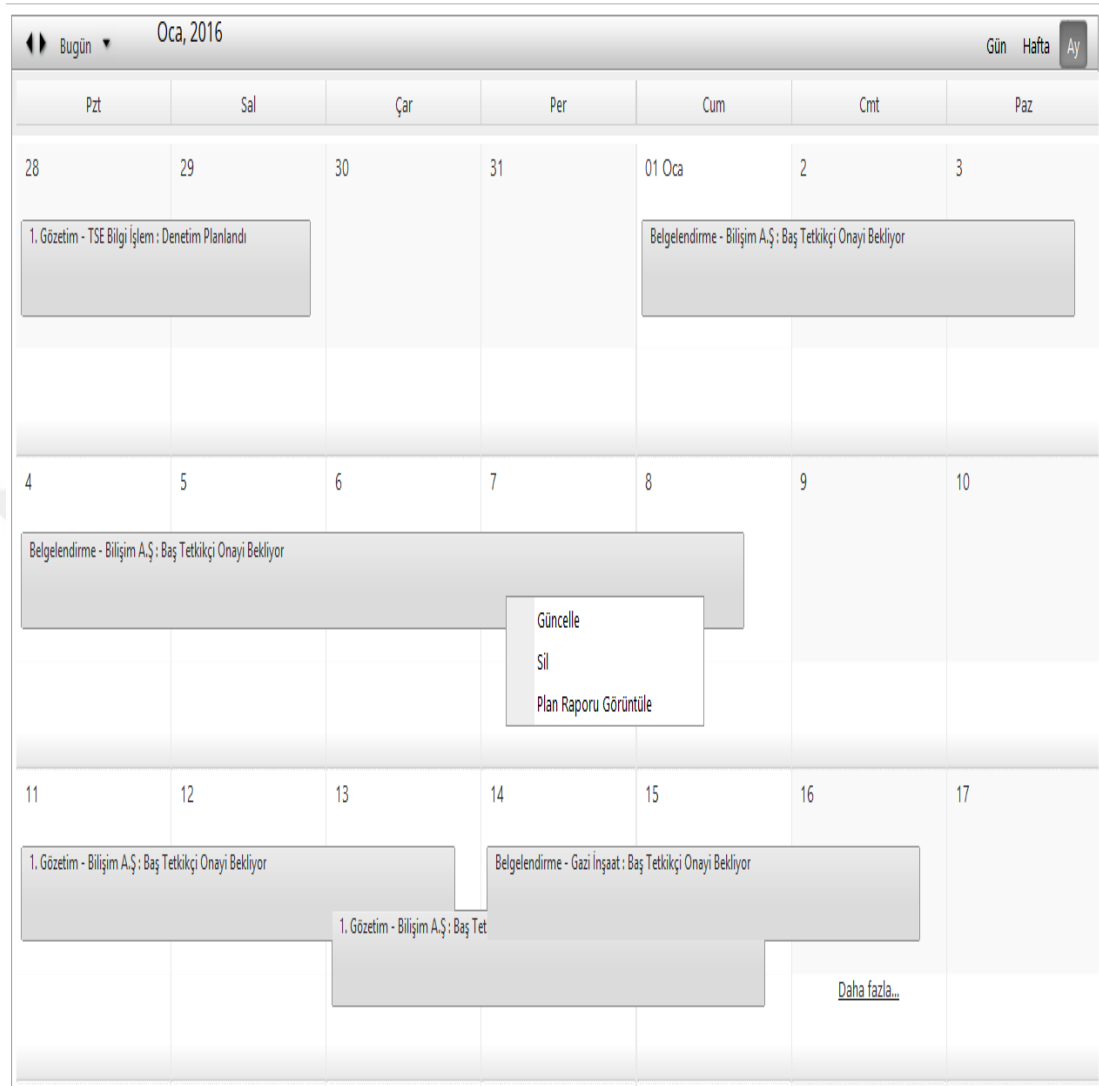 Bugün
Oca, 2016
Gün Hafta Ay
Pzt Sal Çar Per Cum Cmt Paz
28 29 30 31 01 Oca 2 3
1. Gözetim - TSE Bilgi İşlem : Denetim Planlandı
Belgelendirme - Bilişim A.Ş : Baş Tetkikçi Onayi Bekliyor
4 5 6 7 8 9 10
Belgelendirme - Bilişim A.Ş : Baş Tetkikçi Onayi Bekliyor
Güncelle
Sil
Plan Raporu Görüntüle
11 12 13 14 15 16 17
1. Gözetim - Bilişim A.Ş : Baş Tetkikçi Onayi Bekliyor
Belgelendirme - Gazi İnşaat : Baş Tetkikçi Onayi Bekliyor
1. Gözetim - Bilişim A.Ş : Baş Tet
Daha fazla...